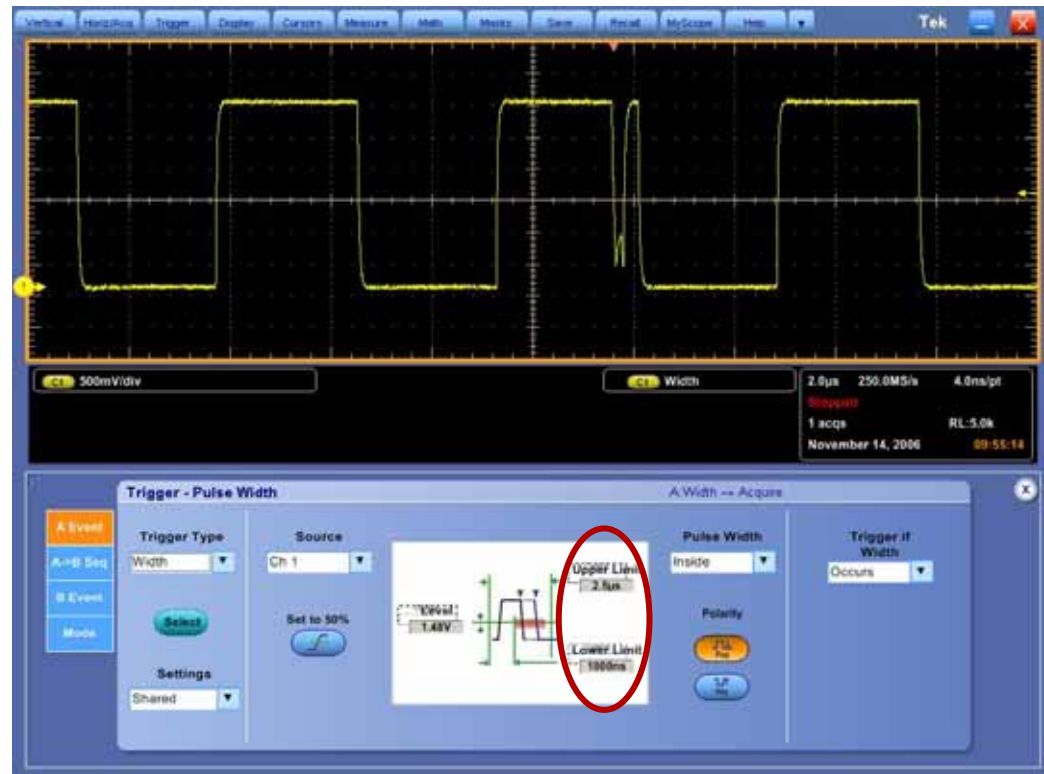 Vertical Horiz/Acq Trigger Display Cursors Measure Math Masks Save Recall MyScope Help Tek X
1
C1 500mV/div
C1 Width
2.0µs 250.0MS/s 4.0ns/pt
Stopped
1 acqs RL:5.0k
November 14, 2006 09:55:14
Trigger - Pulse Width
A:Width → Acquire
X
A Event
A->B Seq
B Event
Mode
Trigger Type
Width
Select
Settings
Shared
Source
Ch 1
Set to 50%
Level
1.48V
Upper Limit
2.5µs
Lower Limit
1000ns
Pulse Width
Inside
Polarity
Pos
Neg
Trigger if
Width
Occurs